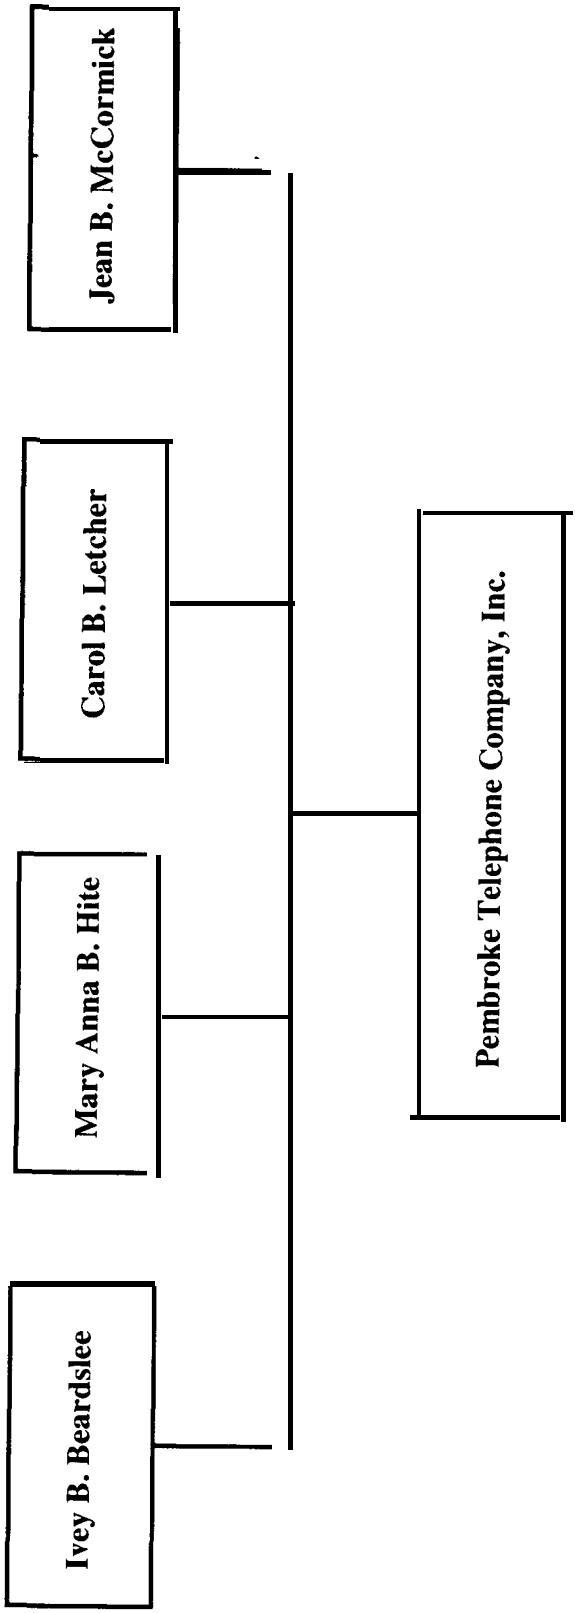 Ivey B. Beardslee
Mary Anna B. Hite
Carol B. Letcher
Jean B. McCormick
Pembroke Telephone Company, Inc.